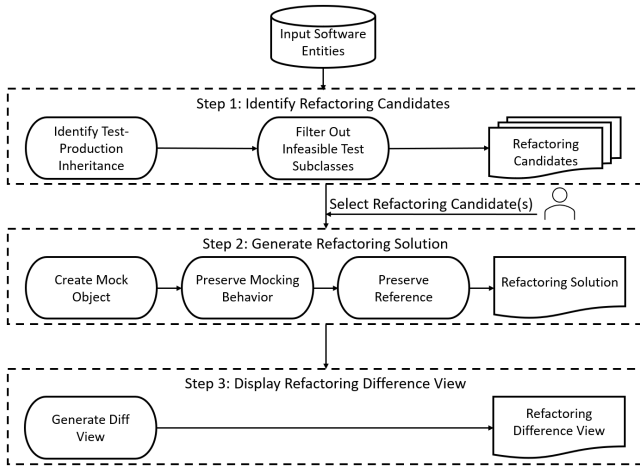 Input Software
Entities
Step 1: Identify Refactoring Candidates
Identify Test-
Production
Inheritance
Filter Out
Infeasible Test
Subclasses
Refactoring
Candidates
Select Refactoring Candidate(s)
Step 2: Generate Refactoring Solution
Create Mock
Object
Preserve Mocking
Behavior
Preserve
Reference
Refactoring Solution
Step 3: Display Refactoring Difference View
Generate Diff
View
Refactoring
Difference View